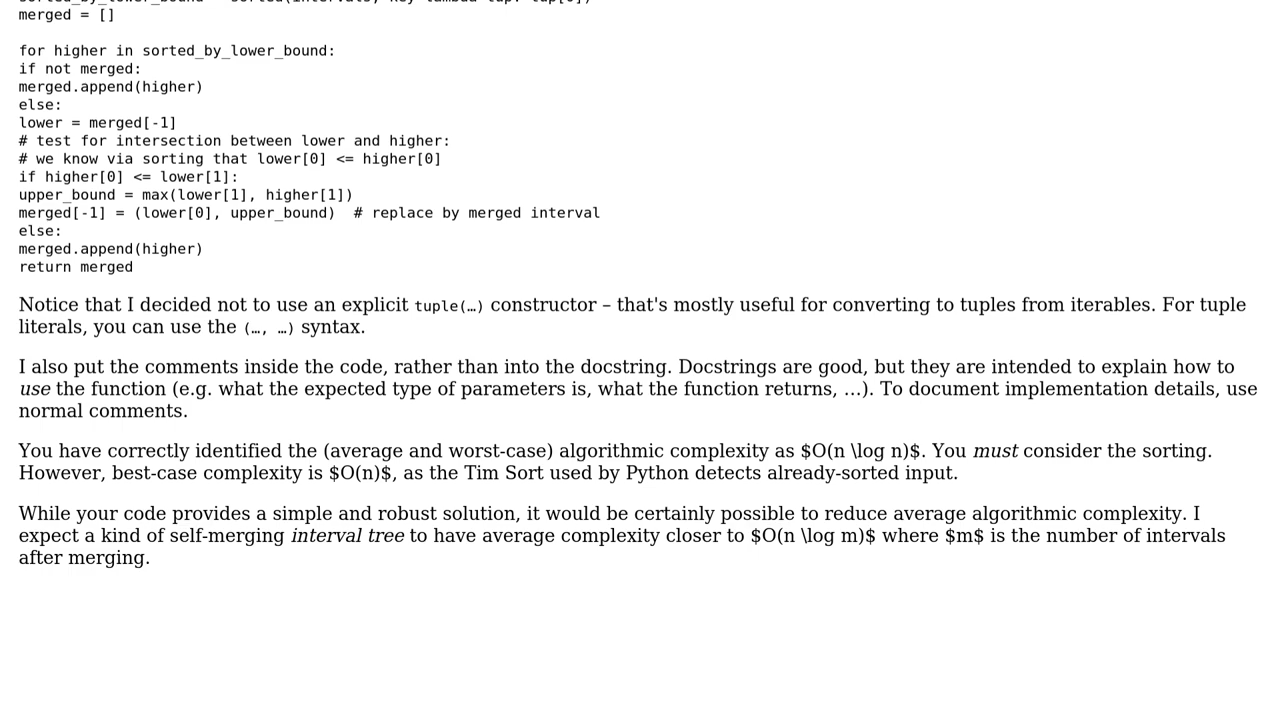 merged = []
for higher in sorted_by_lower_bound:
if not merged:
merged.append(higher)
else:
lower = merged[-1]
# test for intersection between lower and higher:
# we know via sorting that lower[0] <= higher[0]
if higher[0] <= lower[1]:
upper_bound = max(lower[1], higher[1])
merged[-1] = (lower[0], upper_bound)  # replace by merged interval
else:
merged.append(higher)
return merged
Notice that I decided not to use an explicit tuple(…) constructor – that's mostly useful for converting to tuples from iterables. For tuple
literals, you can use the (…, …) syntax.
I also put the comments inside the code, rather than into the docstring. Docstrings are good, but they are intended to explain how to
use the function (e.g. what the expected type of parameters is, what the function returns, …). To document implementation details, use
normal comments.
You have correctly identified the (average and worst-case) algorithmic complexity as $O(n \log n)$. You must consider the sorting.
However, best-case complexity is $O(n)$, as the Tim Sort used by Python detects already-sorted input.
While your code provides a simple and robust solution, it would be certainly possible to reduce average algorithmic complexity. I
expect a kind of self-merging interval tree to have average complexity closer to $O(n \log m)$ where $m$ is the number of intervals
after merging.